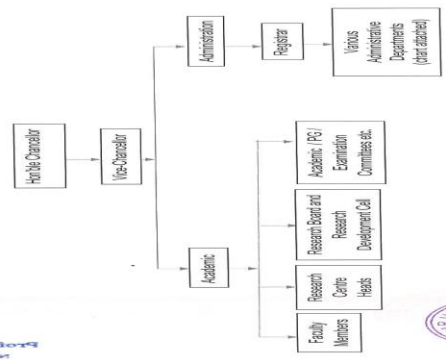 Hon'ble Chancellor
Vice-Chancellor
Academic
Administration
Registrar
Faculty
Members
Research
Centre
Heads
Research Board and
Research
Development Cell
Academic / PG /
Examination
Committees etc.
Various
Administrative
Departments
(chart attached)